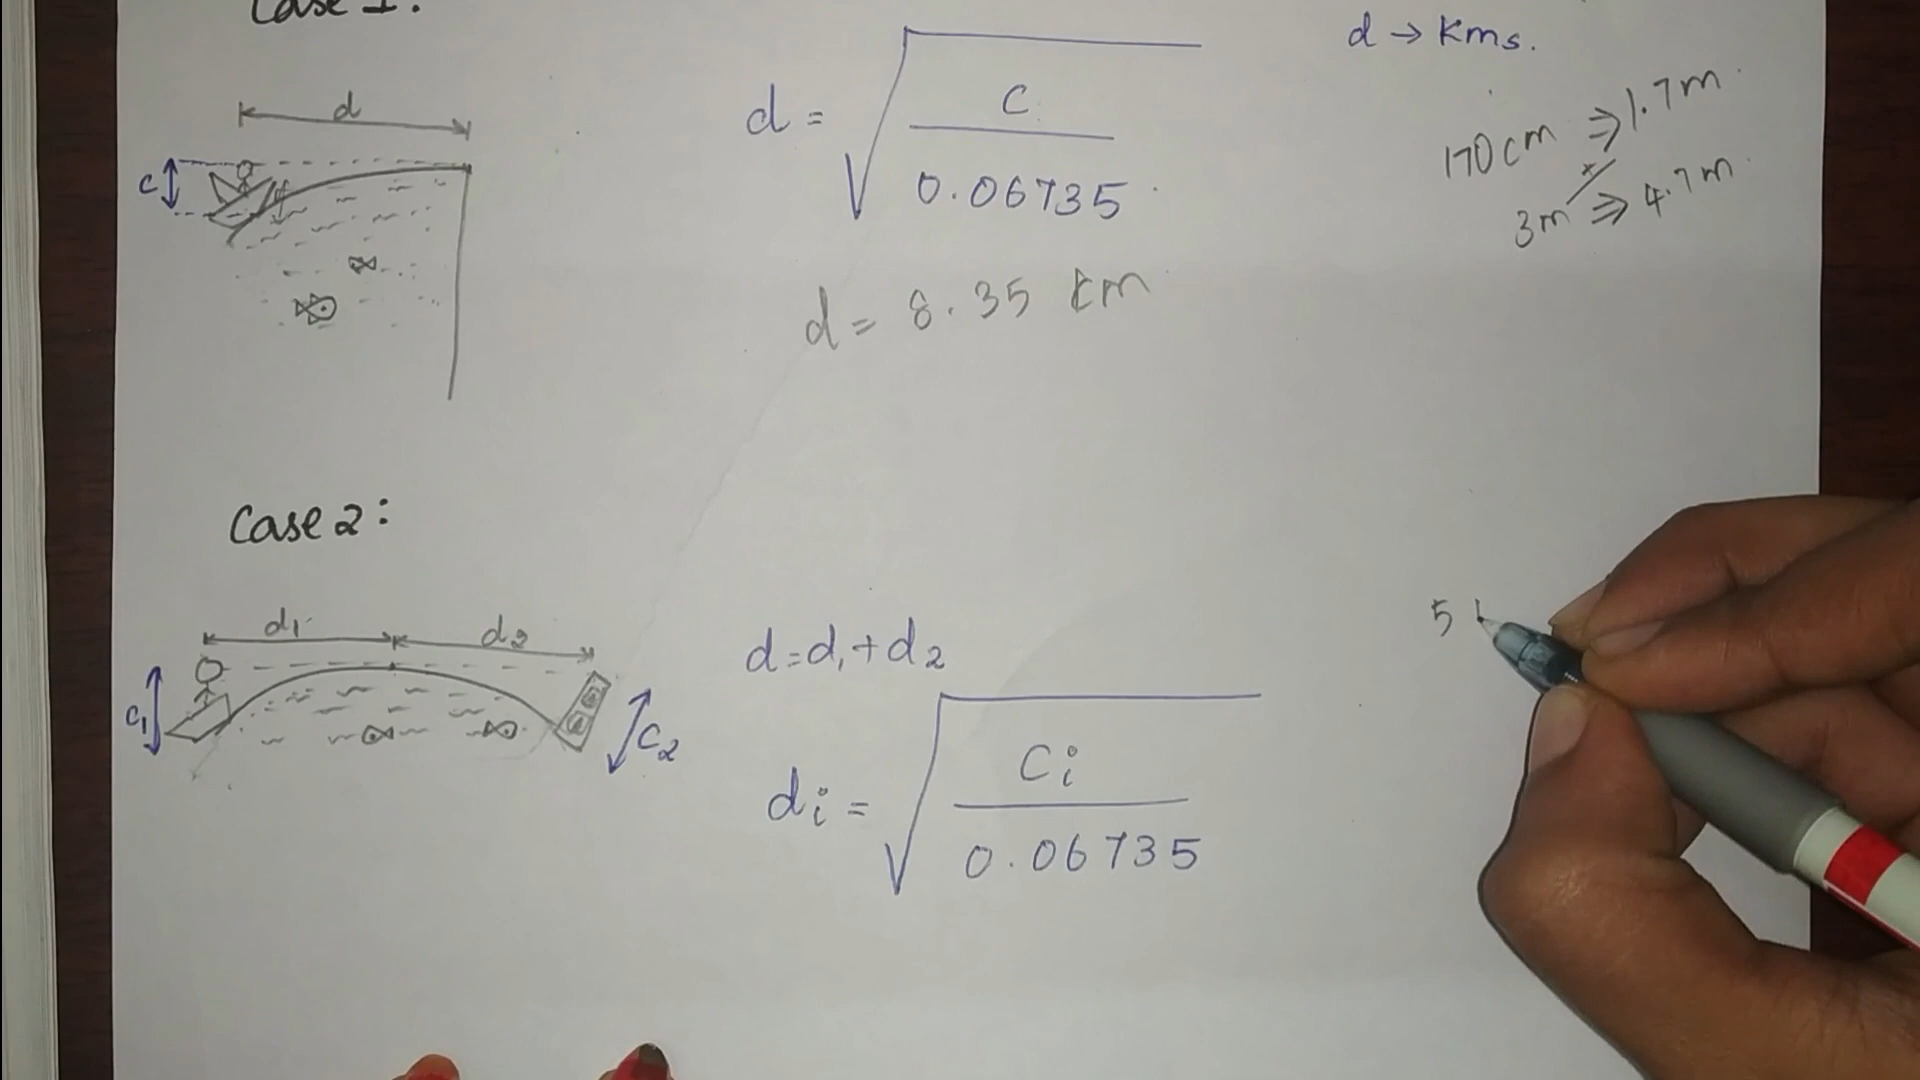 Case 1:
d → kms.
d
c
d = √ C / 0.06735
170cm ⇒ 1.7m
+
3m ⇒ 4.7m
d = 8.35 km
Case 2:
d1 d2
c1 c2
d = d1 + d2
di = √ Ci / 0.06735
5